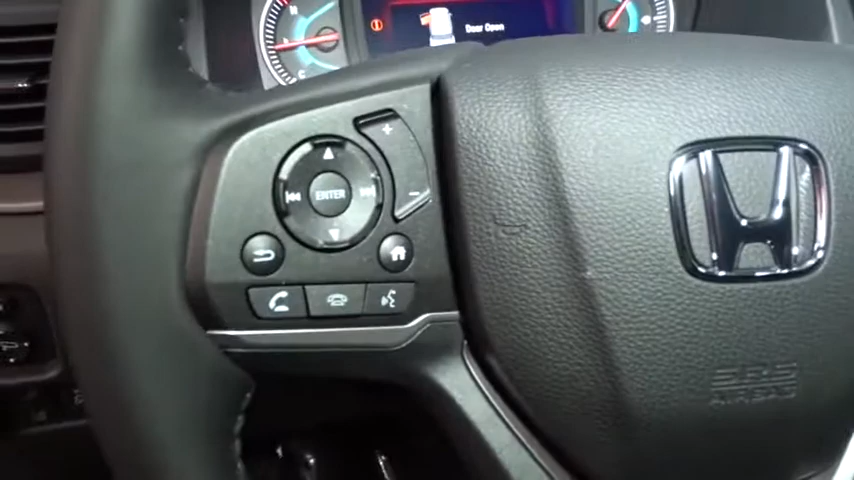 Door Open
H
C
+
ENTER
−
SRS
AIRBAG